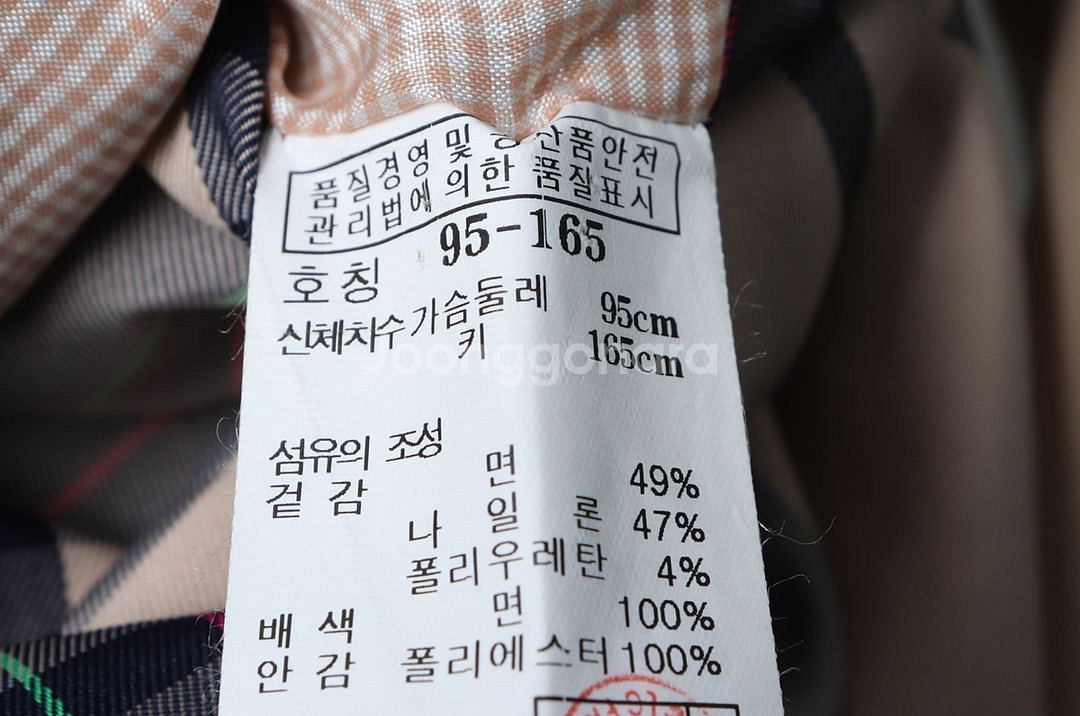 품질경영 및 공산품안전
관리법에 의한 품질표시
호칭 95-165
신체치수 가슴둘레 95cm
키 165cm
joonggonara
섬유의 조성
겉감 면 49%
나일론 47%
폴리우레탄 4%
배색 면 100%
안감 폴리에스터 100%